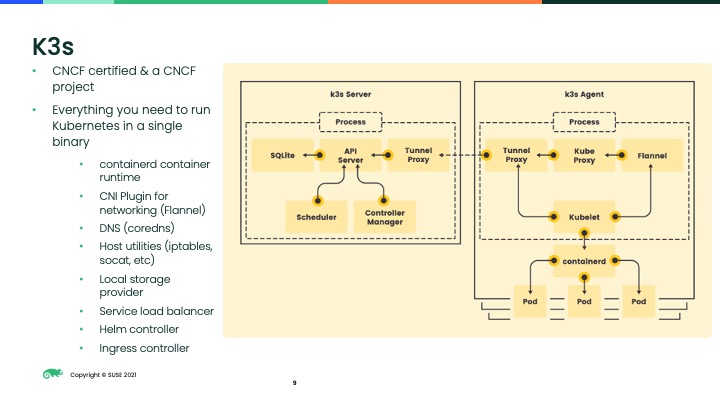 K3s
• CNCF certified & a CNCF
project
• Everything you need to run
Kubernetes in a single
binary
• containerd container
runtime
• CNI Plugin for
networking (Flannel)
• DNS (coredns)
• Host utilities (iptables,
socat, etc)
• Local storage
provider
• Service load balancer
• Helm controller
• Ingress controller
k3s Server
Process
SQLite
API
Server
Tunnel
Proxy
Scheduler
Controller
Manager
k3s Agent
Process
Tunnel
Proxy
Kube
Proxy
Flannel
Kubelet
containerd
Pod
Pod
Pod
Copyright © SUSE 2021
9